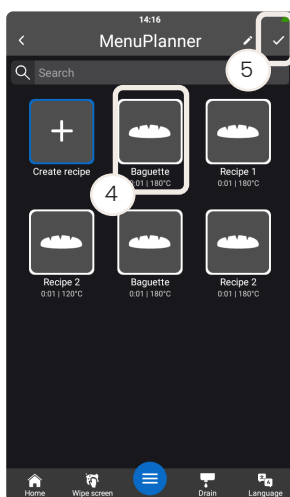 14:16
MenuPlanner
5
Search
Create recipe
Baguette
0:01 | 180°C
Recipe 1
0:01 | 180°C
4
Recipe 2
0:01 | 120°C
Baguette
0:01 | 180°C
Recipe 2
0:01 | 180°C
Home
Wipe screen
Drain
Language